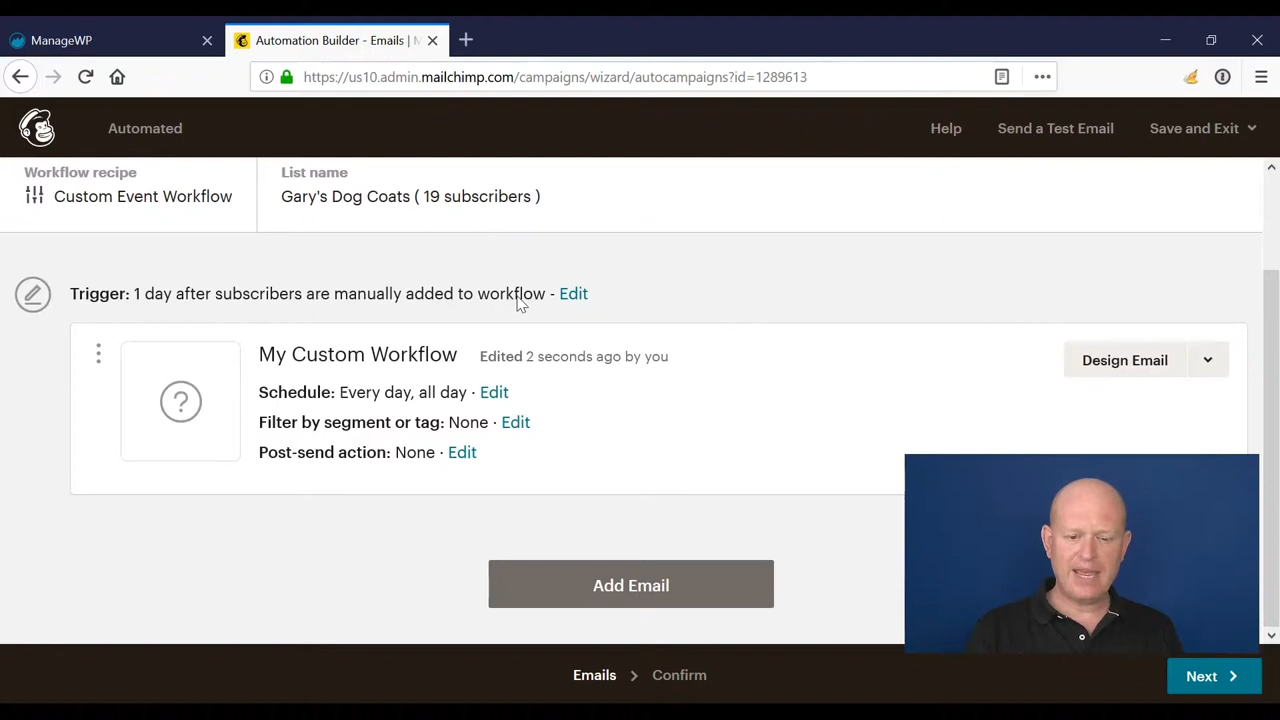 ManageWP
Automation Builder - Emails |
https://us10.admin.mailchimp.com/campaigns/wizard/autocampaigns?id=1289613
Automated
Help
Send a Test Email
Save and Exit
Workflow recipe
Custom Event Workflow
List name
Gary's Dog Coats ( 19 subscribers )
Trigger: 1 day after subscribers are manually added to workflow - Edit
My Custom Workflow
Edited 2 seconds ago by you
Design Email
Schedule: Every day, all day · Edit
Filter by segment or tag: None · Edit
Post-send action: None · Edit
Add Email
Emails
Confirm
Next